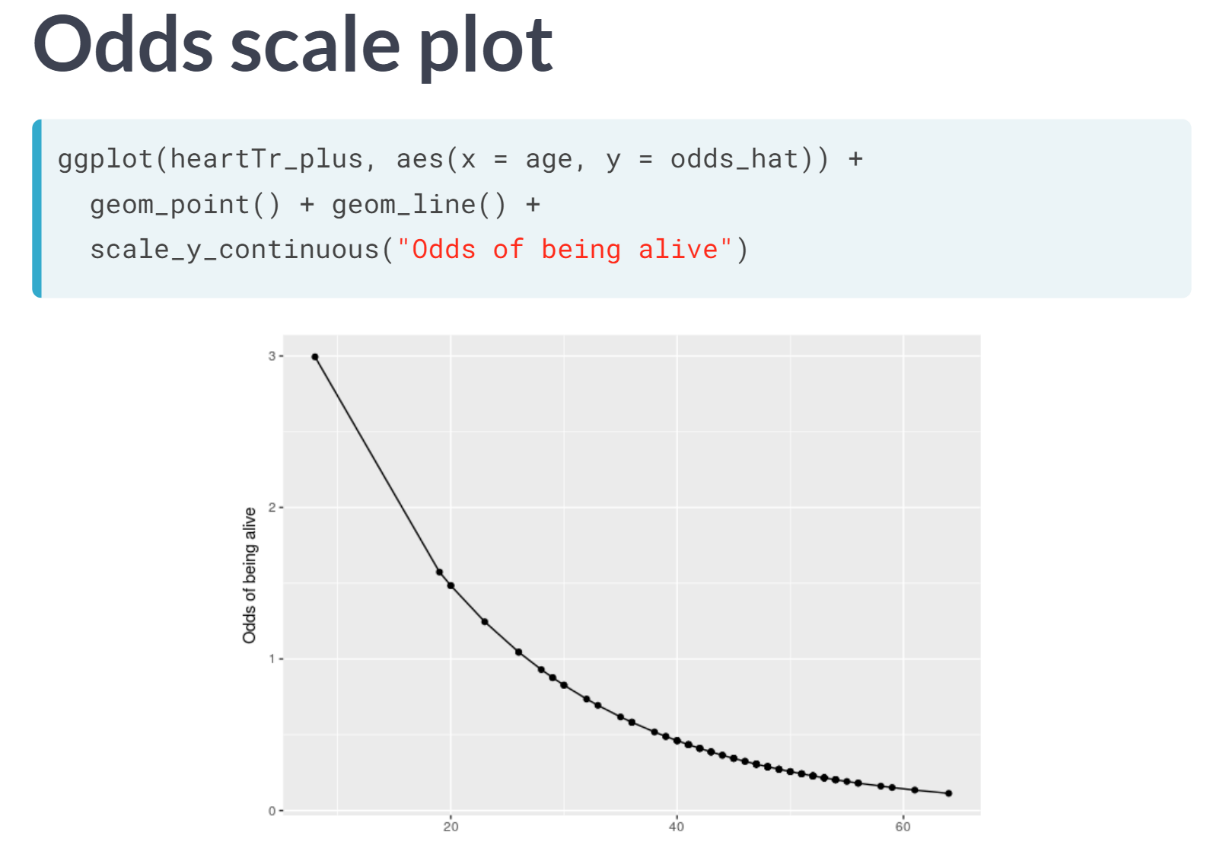 Odds scale plot
ggplot(heartTr_plus, aes(x = age, y = odds_hat)) +
geom_point() + geom_line() +
scale_y_continuous("Odds of being alive")
3
2
1
0
Odds of being alive
20 40 60